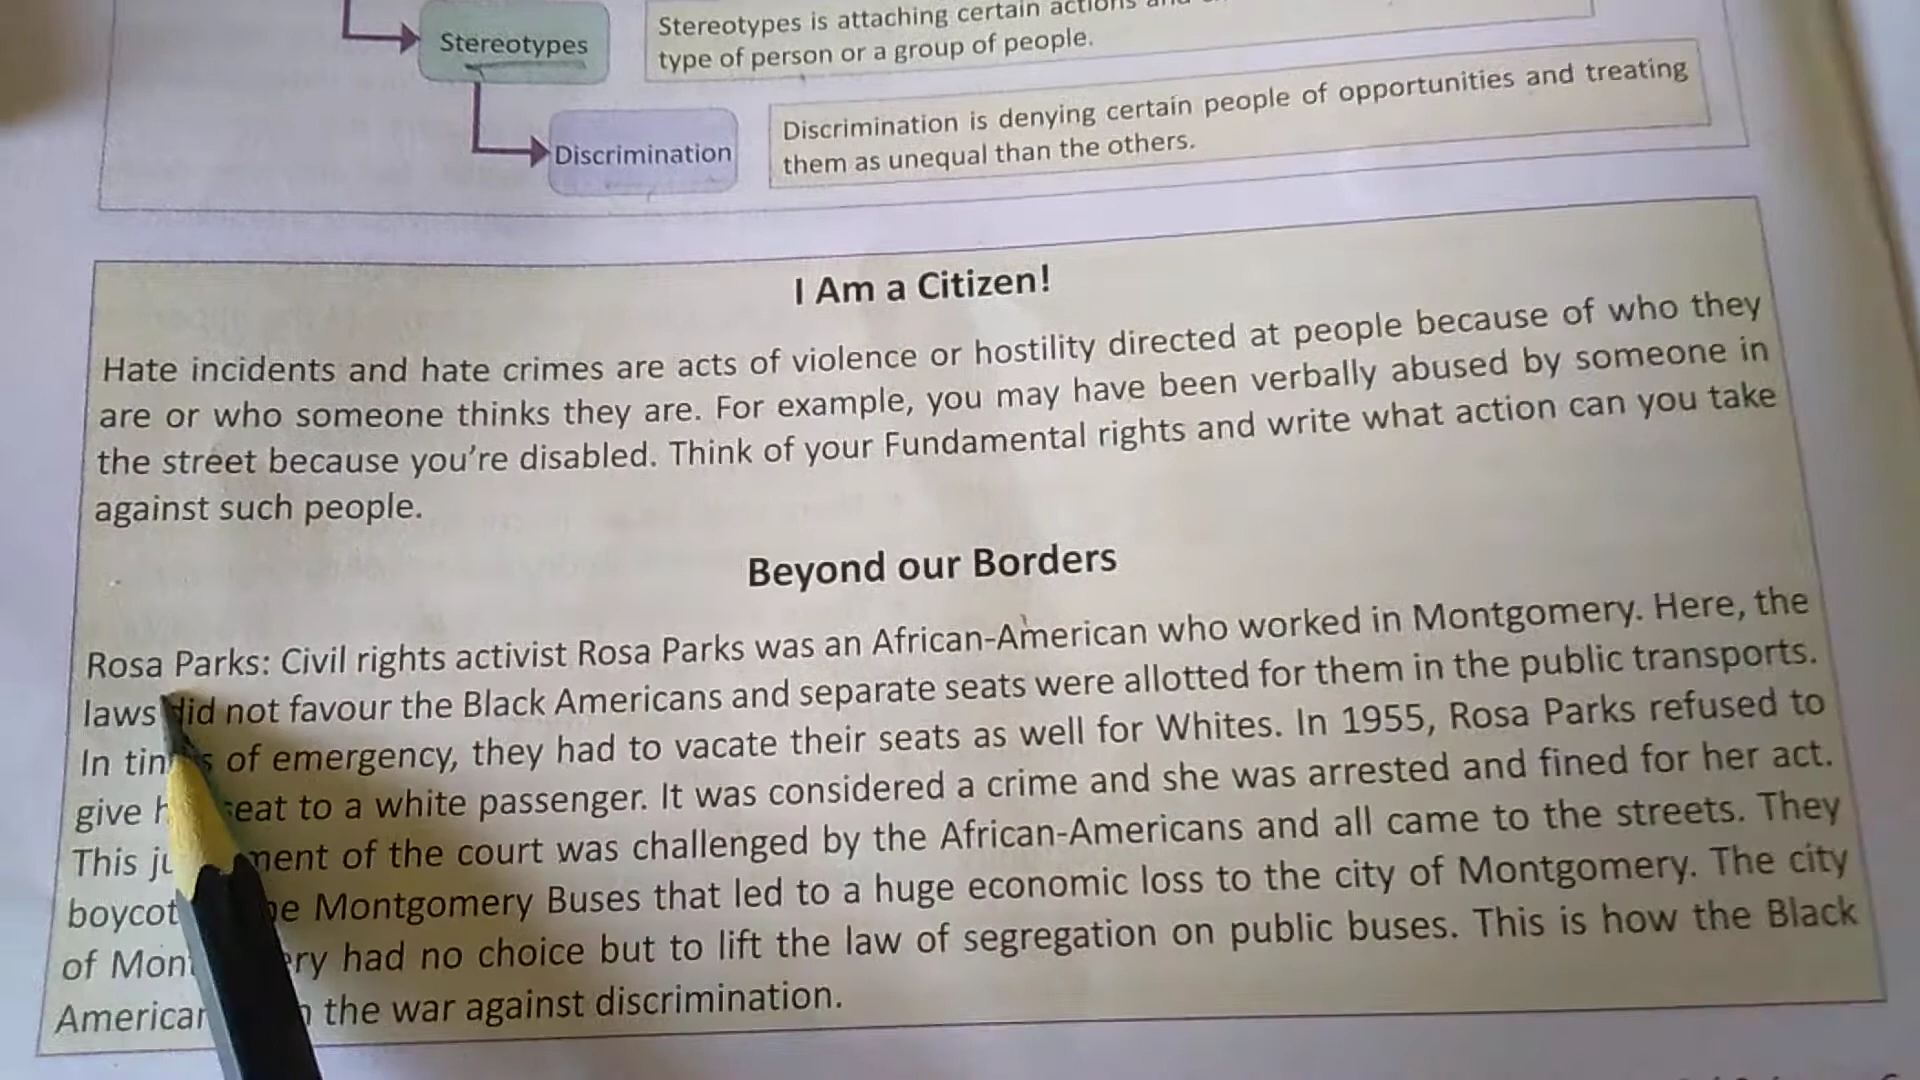 Stereotypes
Stereotypes is attaching certain actions and
type of person or a group of people.
Discrimination
Discrimination is denying certain people of opportunities and treating
them as unequal than the others.
I Am a Citizen!
Hate incidents and hate crimes are acts of violence or hostility directed at people because of who they
are or who someone thinks they are. For example, you may have been verbally abused by someone in
the street because you're disabled. Think of your Fundamental rights and write what action can you take
against such people.
Beyond our Borders
Rosa Parks: Civil rights activist Rosa Parks was an African-American who worked in Montgomery. Here, the
laws did not favour the Black Americans and separate seats were allotted for them in the public transports.
In of emergency, they had to vacate their seats as well for Whites. In 1955, Rosa Parks refused to
give seat to a white passenger. It was considered a crime and she was arrested and fined for her act.
This of the court was challenged by the African-Americans and all came to the streets. They
Montgomery Buses that led to a huge economic loss to the city of Montgomery. The city
of had no choice but to lift the law of segregation on public buses. This is how the Black
the war against discrimination.